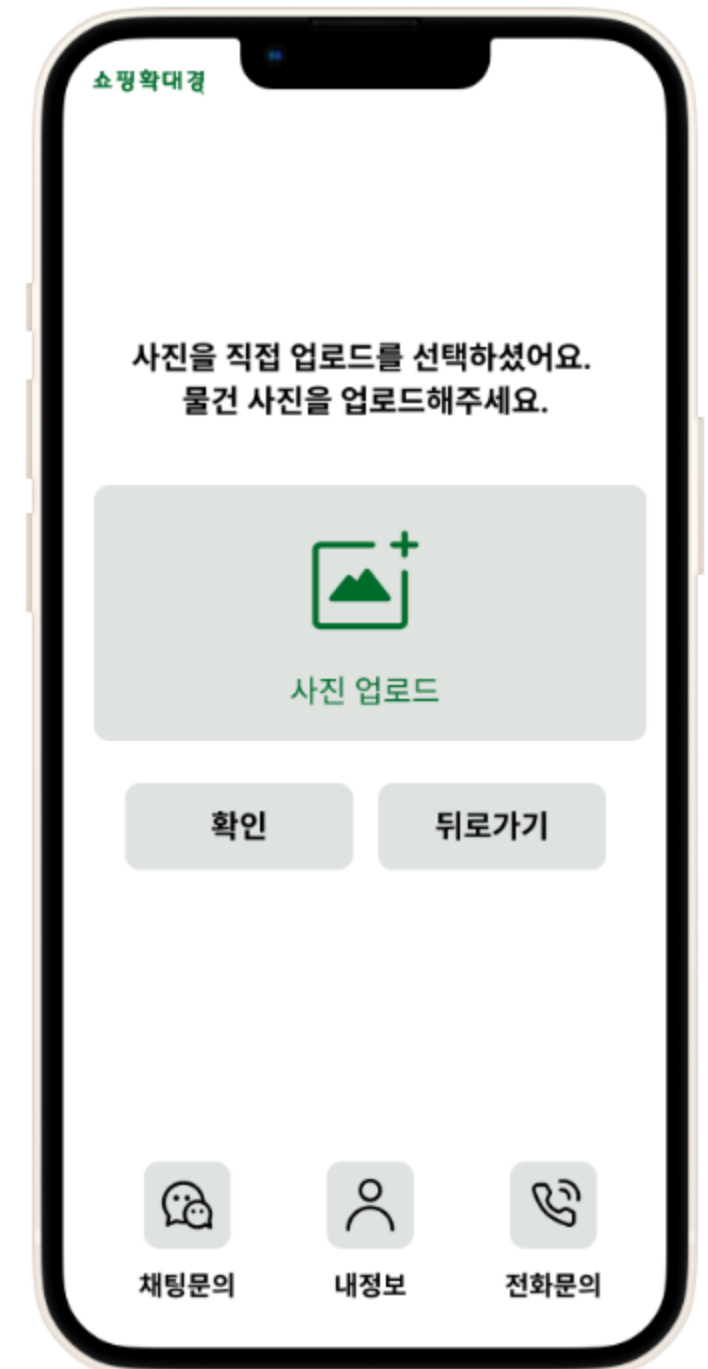 쇼핑확대경
사진을 직접 업로드를 선택하셨어요.
물건 사진을 업로드해주세요.
사진 업로드
확인 뒤로가기
채팅문의 내정보 전화문의